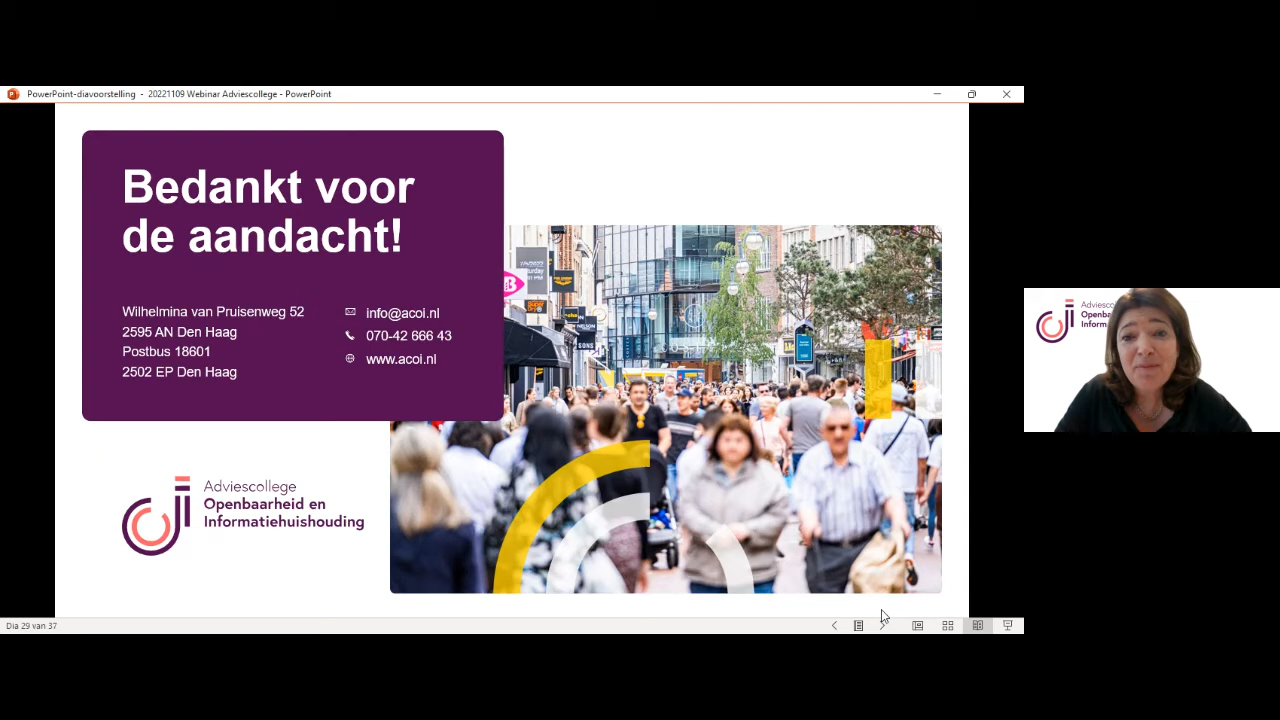 PowerPoint-diavoorstelling - 20221109 Webinar Adviescollege - PowerPoint
Bedankt voor
de aandacht!
Wilhelmina van Pruisenweg 52
2595 AN Den Haag
Postbus 18601
2502 EP Den Haag
info@acoi.nl
070-42 666 43
www.acoi.nl
Adviescollege
Openbaarheid en
Informatiehuishouding
Dia 29 van 37